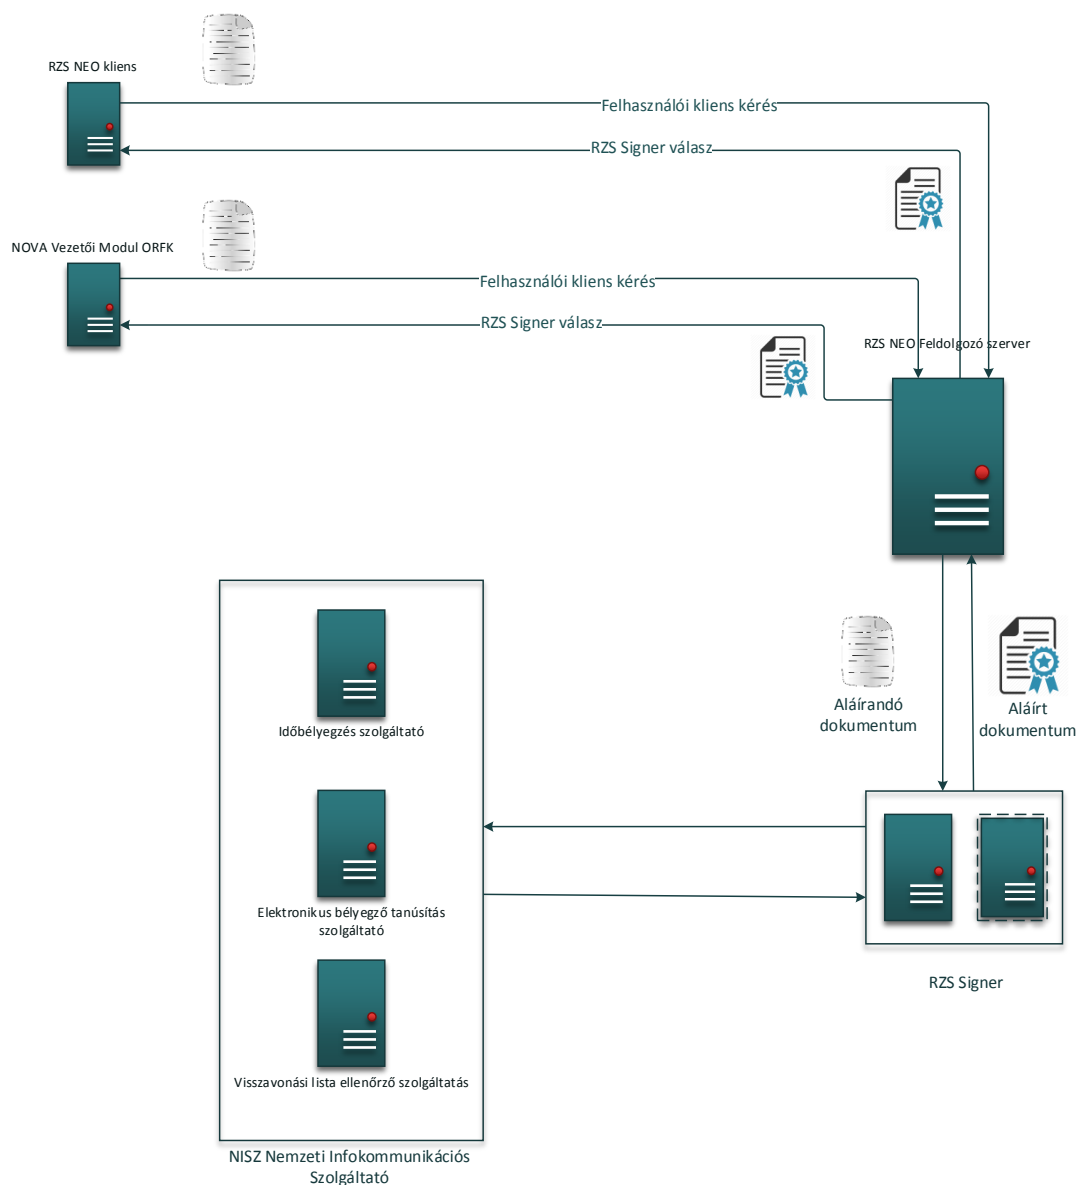 RZS NEO kliens
Felhasználói kliens kérés
RZS Signer válasz
NOVA Vezetői Modul ORFK
Felhasználói kliens kérés
RZS Signer válasz
RZS NEO Feldolgozó szerver
Időbélyegzés szolgáltató
Elektronikus bélyegző tanúsítás
szolgáltató
Visszavonási lista ellenőrző szolgáltatás
NISZ Nemzeti Infokommunikációs
Szolgáltató
Aláírandó
dokumentum
Aláírt
dokumentum
RZS Signer